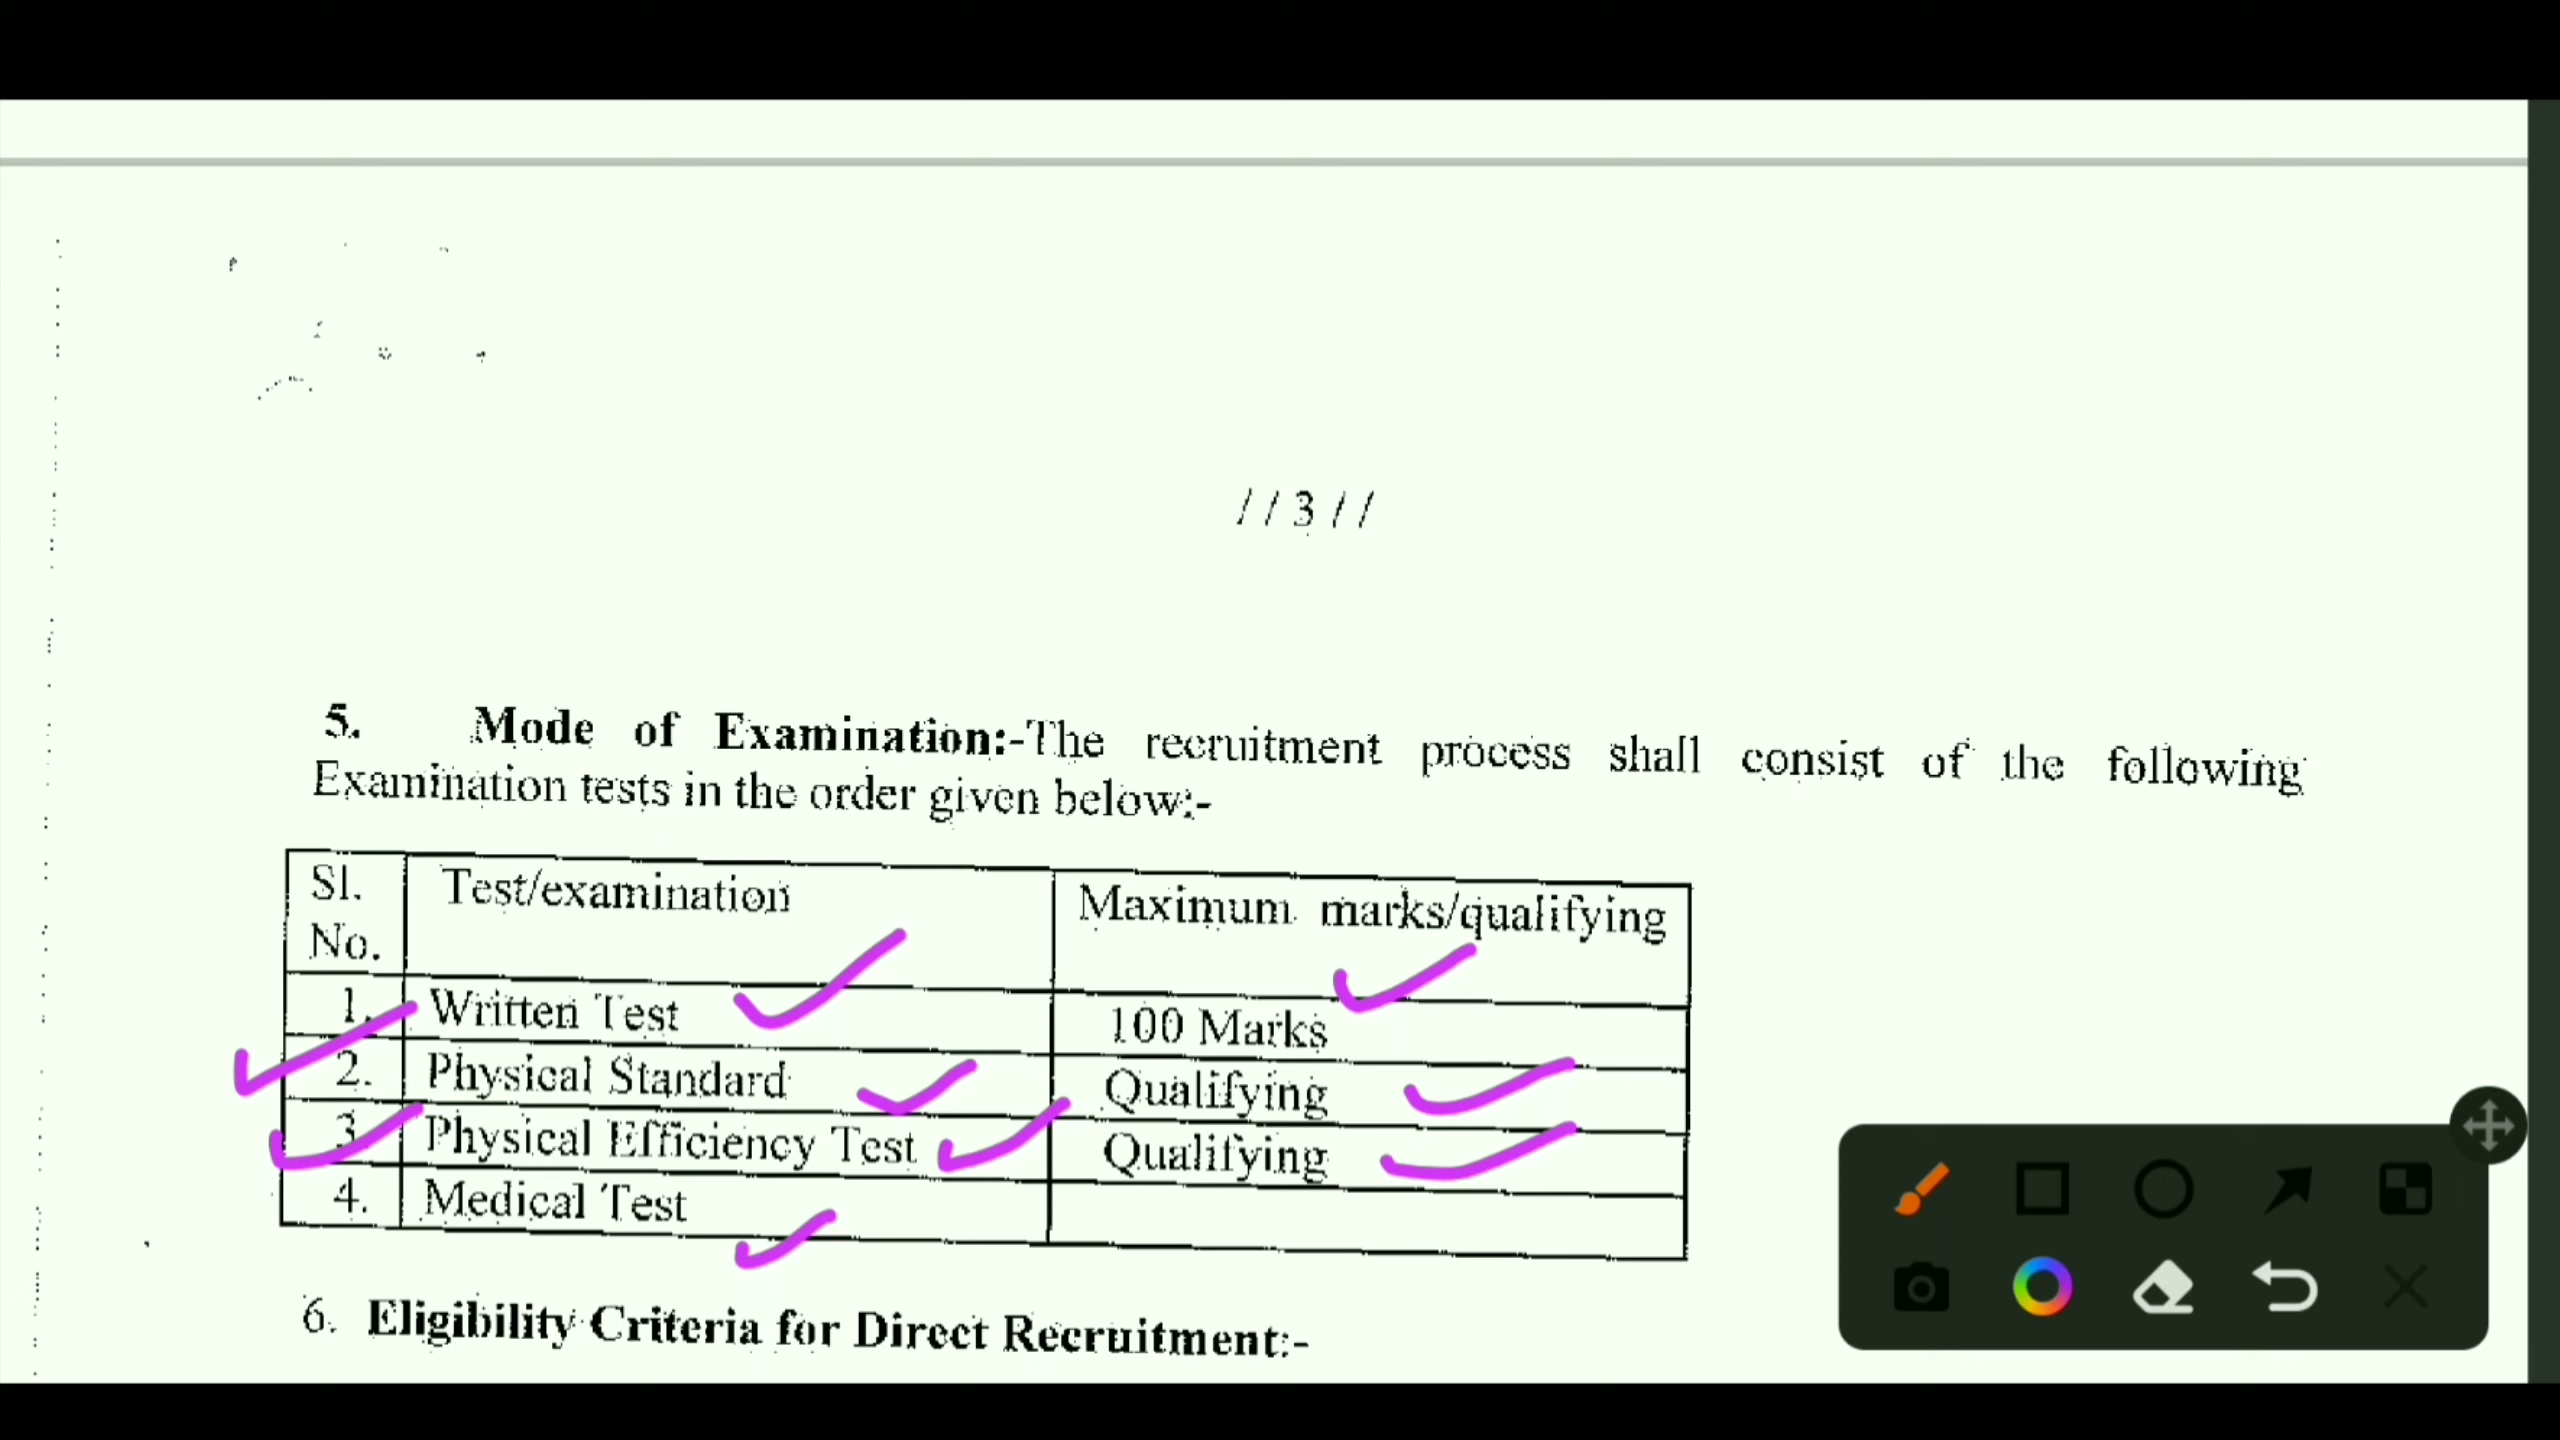 //3//
5. Mode of Examination:-The recruitment process shall consist of the following
Examination tests in the order given below:-
Sl. No. Test/examination Maximum marks/qualifying
1. Written Test 100 Marks
2. Physical Standard Qualifying
3. Physical Efficiency Test Qualifying
4. Medical Test
6. Eligibility Criteria for Direct Recruitment:-